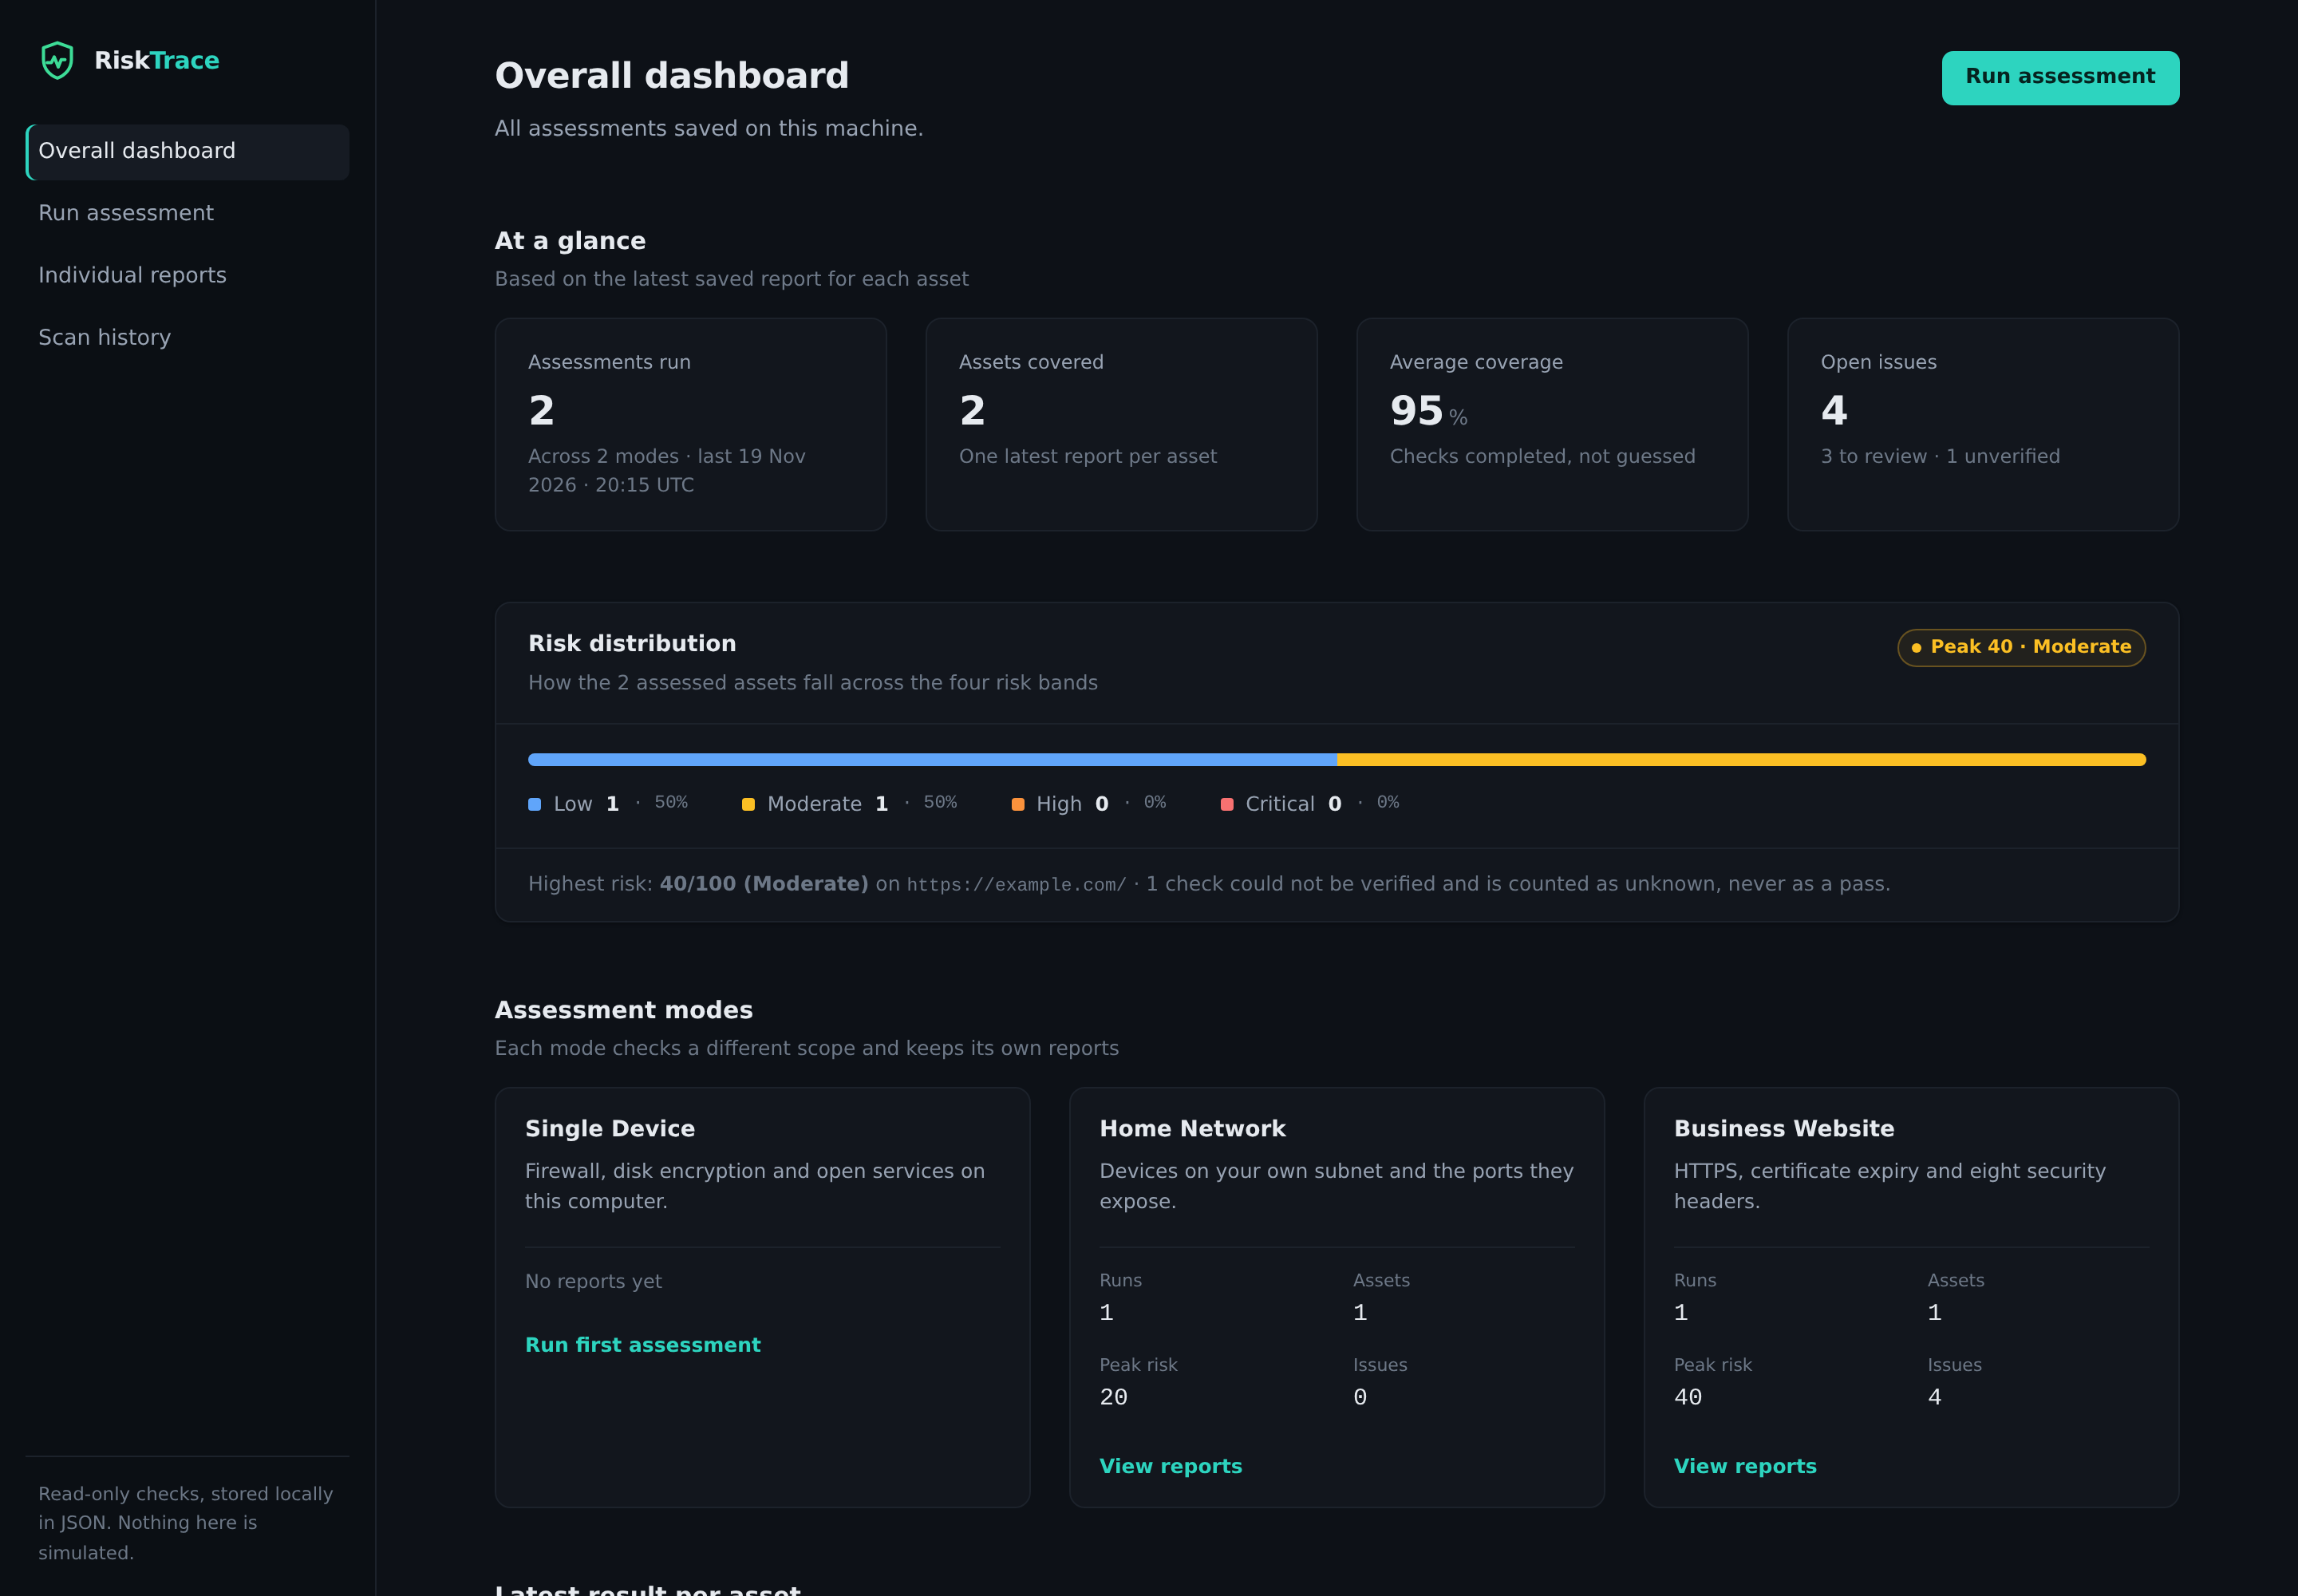 RiskTrace
Overall dashboard
Run assessment
Individual reports
Scan history
Read-only checks, stored locally
in JSON. Nothing here is
simulated.
Overall dashboard
All assessments saved on this machine.
Run assessment
At a glance
Based on the latest saved report for each asset
Assessments run
2
Across 2 modes · last 19 Nov
2026 · 20:15 UTC
Assets covered
2
One latest report per asset
Average coverage
95 %
Checks completed, not guessed
Open issues
4
3 to review · 1 unverified
Risk distribution
How the 2 assessed assets fall across the four risk bands
Peak 40 · Moderate
Low 1 · 50% Moderate 1 · 50% High 0 · 0% Critical 0 · 0%
Highest risk: 40/100 (Moderate) on https://example.com/ · 1 check could not be verified and is counted as unknown, never as a pass.
Assessment modes
Each mode checks a different scope and keeps its own reports
Single Device
Firewall, disk encryption and open services on
this computer.
No reports yet
Run first assessment
Home Network
Devices on your own subnet and the ports they
expose.
Runs Assets
1 1
Peak risk Issues
20 0
View reports
Business Website
HTTPS, certificate expiry and eight security
headers.
Runs Assets
1 1
Peak risk Issues
40 4
View reports
Latest result per asset